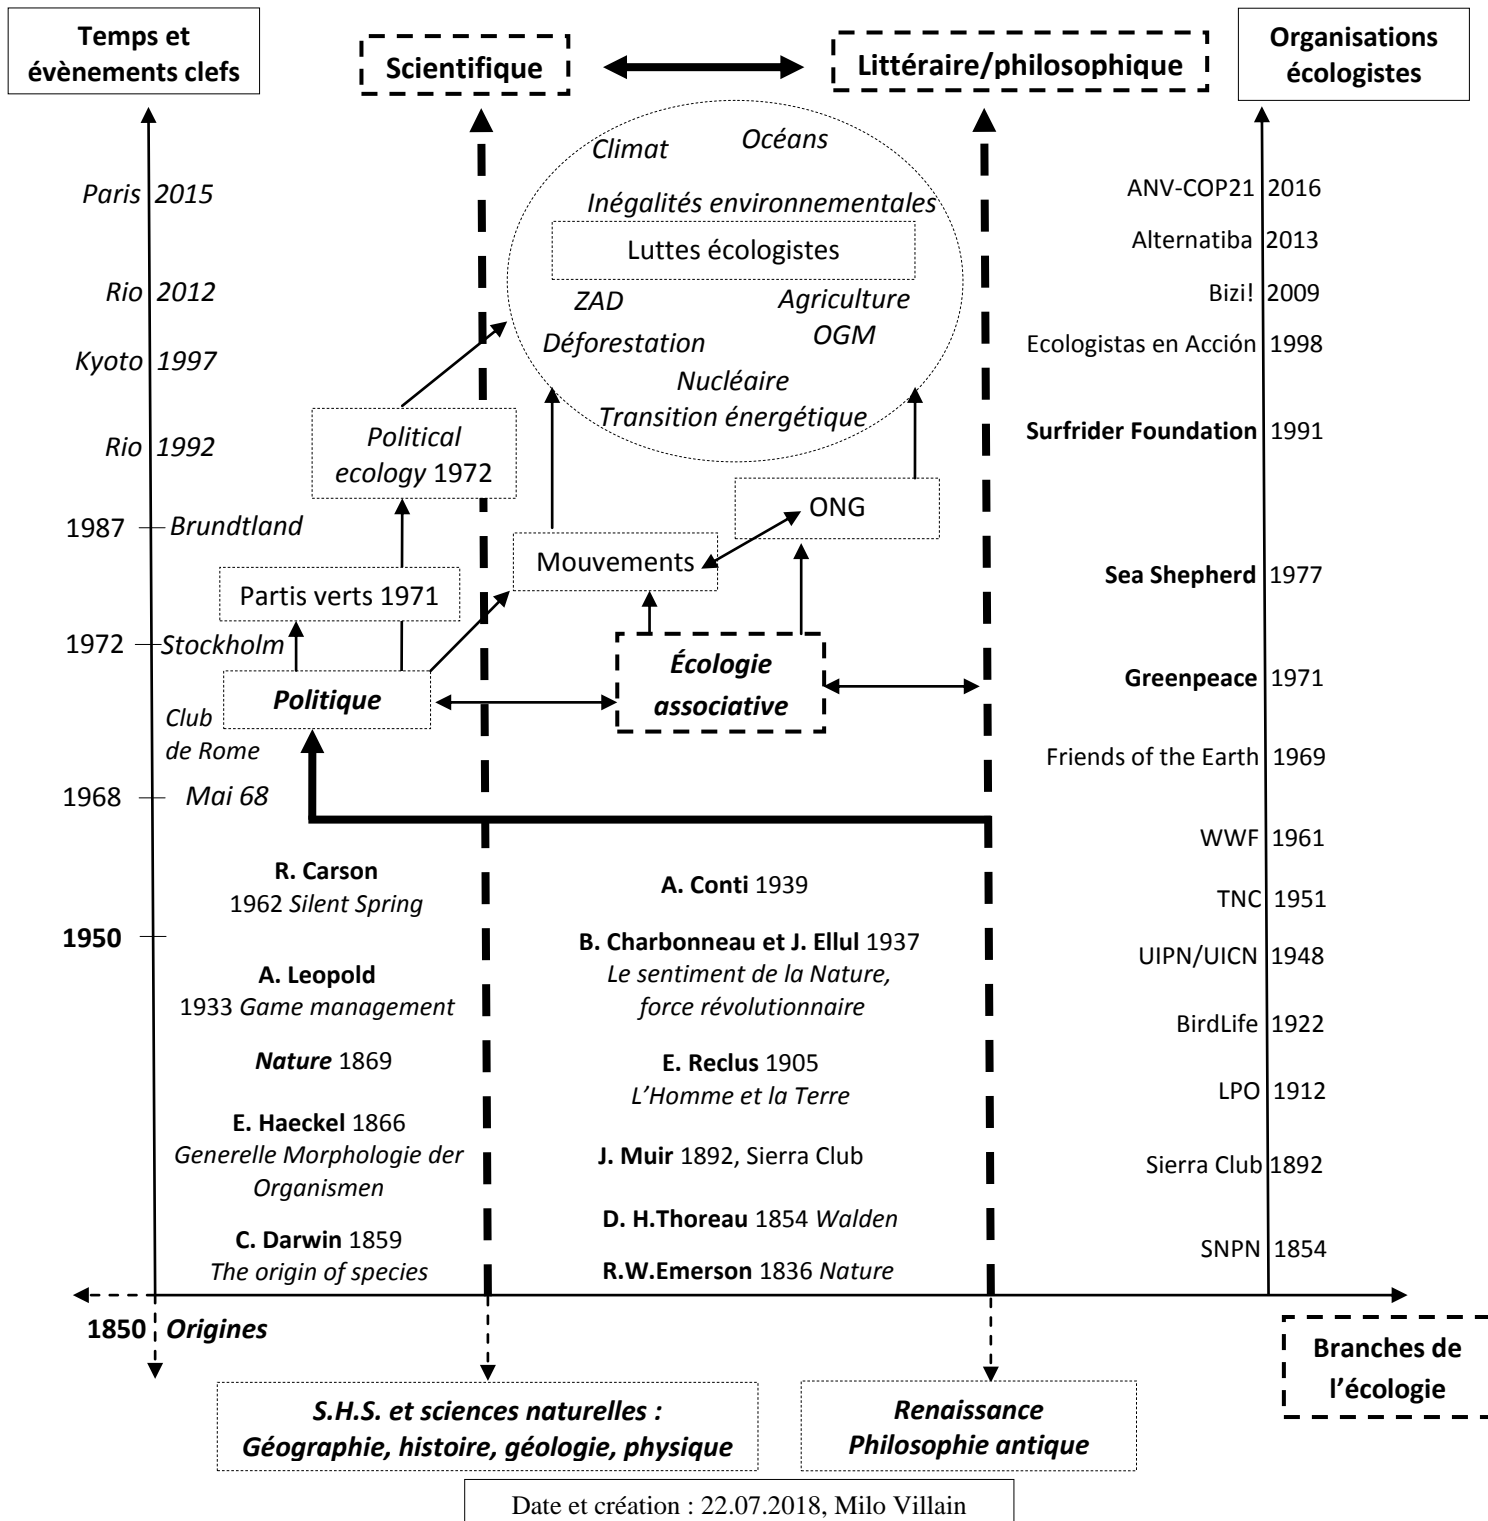 Temps et
évènements clefs
Scientifique
Littéraire/philosophique
Organisations
écologistes
Climat
Océans
Inégalités environnementales
Luttes écologistes
ZAD
Agriculture
OGM
Déforestation
Nucléaire
Transition énergétique
Paris 2015
Rio 2012
Kyoto 1997
Rio 1992
1987 Brundtland
1972 Stockholm
Club
de Rome
1968 Mai 68
1950
Political
ecology 1972
Partis verts 1971
Politique
Mouvements
ONG
Écologie
associative
ANV-COP21 2016
Alternatiba 2013
Bizi! 2009
Ecologistas en Acción 1998
Surfrider Foundation 1991
Sea Shepherd 1977
Greenpeace 1971
Friends of the Earth 1969
WWF 1961
TNC 1951
UIPN/UICN 1948
BirdLife 1922
LPO 1912
Sierra Club 1892
SNPN 1854
R. Carson
1962 Silent Spring
A. Leopold
1933 Game management
Nature 1869
E. Haeckel 1866
Generelle Morphologie der
Organismen
C. Darwin 1859
The origin of species
A. Conti 1939
B. Charbonneau et J. Ellul 1937
Le sentiment de la Nature,
force révolutionnaire
E. Reclus 1905
L'Homme et la Terre
J. Muir 1892, Sierra Club
D. H.Thoreau 1854 Walden
R.W.Emerson 1836 Nature
1850 Origines
Branches de
l'écologie
S.H.S. et sciences naturelles :
Géographie, histoire, géologie, physique
Renaissance
Philosophie antique
Date et création : 22.07.2018, Milo Villain